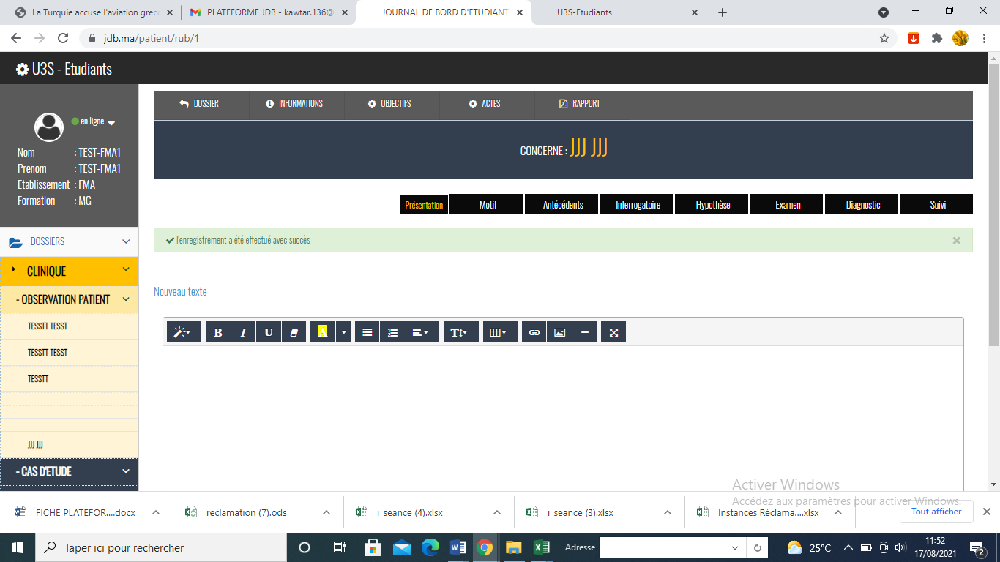 La Turquie accuse l'aviation grecq
PLATEFORME JDB - kawtar.136@
JOURNAL DE BORD D'ETUDIANT
U3S-Etudiants
jdb.ma/patient/rub/1
U3S - Etudiants
en ligne
Nom : TEST-FMA1
Prenom : TEST-FMA1
Etablissement : FMA
Formation : MG
DOSSIER INFORMATIONS OBJECTIFS ACTES RAPPORT
CONCERNE : JJJ JJJ
Présentation Motif Antécédents Interrogatoire Hypothèse Examen Diagnostic Suivi
l'enregistrement a été effectué avec succès
Nouveau texte
B I U A T
DOSSIERS
CLINIQUE
- OBSERVATION PATIENT
TESSTT TESST
TESSTT TESST
TESSTT
JJJ JJJ
- CAS D'ETUDE
Activer Windows
Accédez aux paramètres pour activer Windows.
FICHE PLATEFOR....docx
reclamation (7).ods
i_seance (4).xlsx
i_seance (3).xlsx
Instances Réclama....xlsx
Tout afficher
Taper ici pour rechercher
Adresse
25°C
11:52
17/08/2021
2